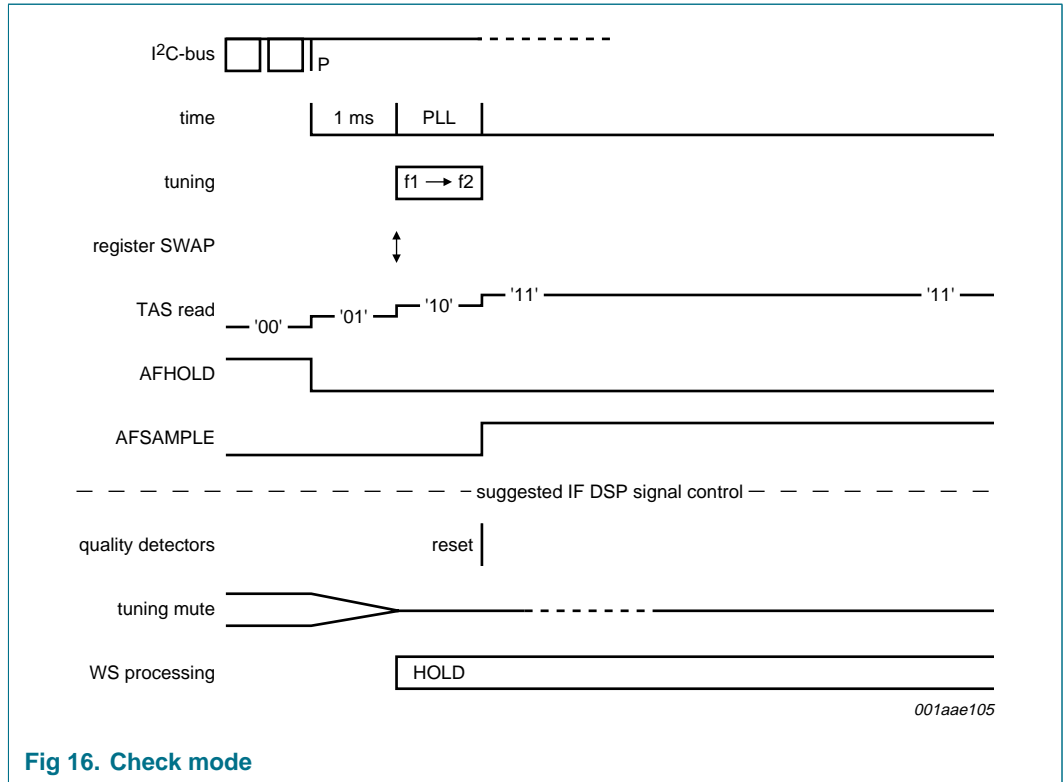 I²C-bus P
time 1 ms PLL
tuning f1 → f2
register SWAP
TAS read '00' '01' '10' '11' '11'
AFHOLD
AFSAMPLE
suggested IF DSP signal control
quality detectors reset
tuning mute
WS processing HOLD
001aae105
Fig 16. Check mode